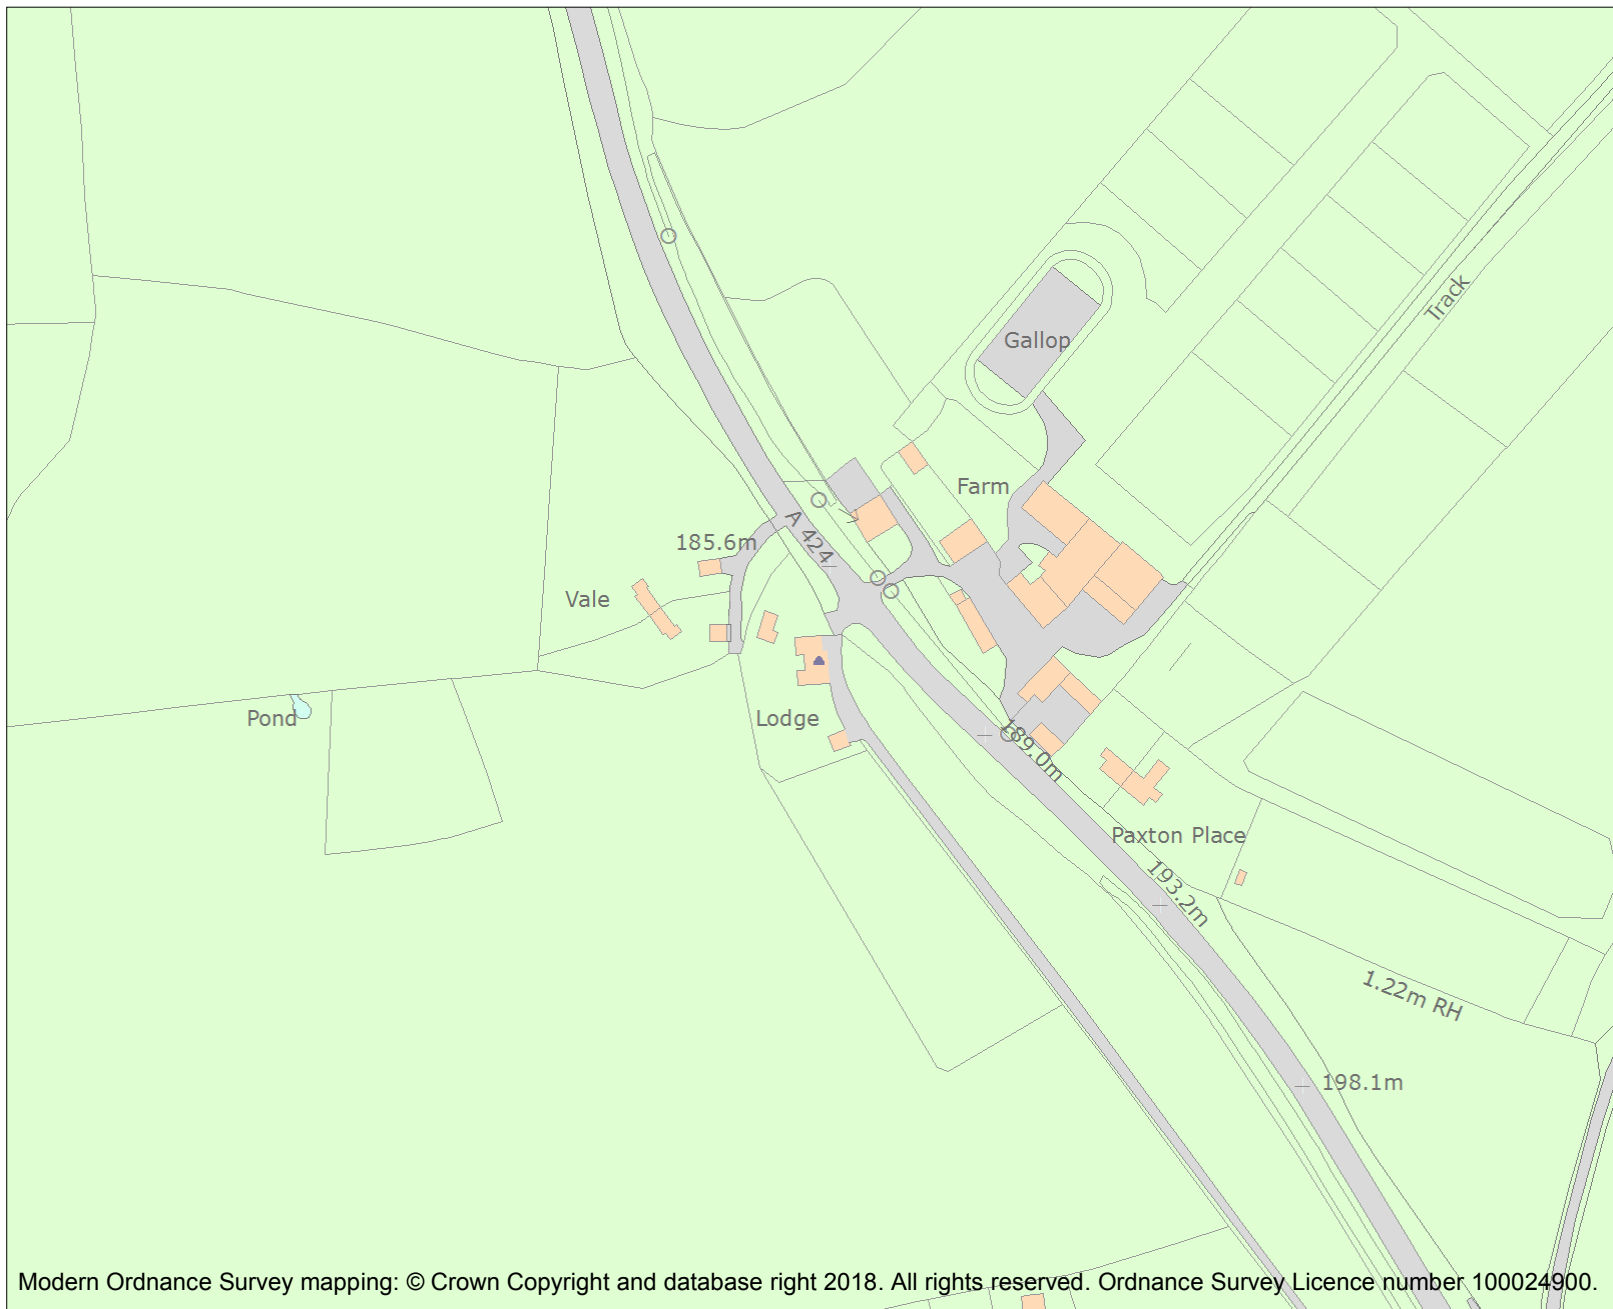 Track
Gallop
Farm
A 424
185.6m
Vale
Pond
Lodge
189.0m
Paxton Place
193.2m
1.22m RH
198.1m
Modern Ordnance Survey mapping: © Crown Copyright and database right 2018. All rights reserved. Ordnance Survey Licence number 100024900.